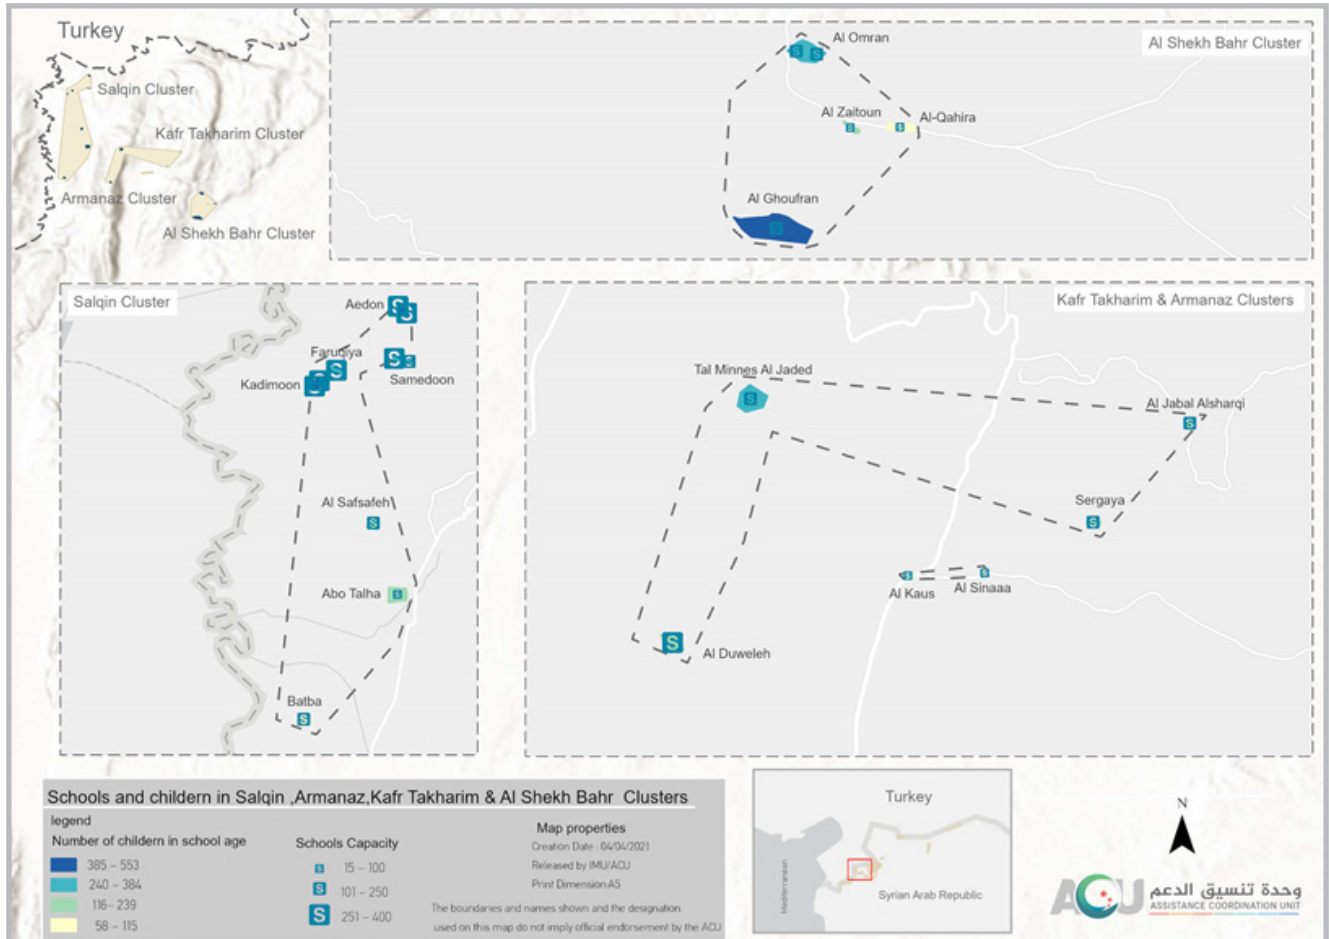 Turkey
Salqin Cluster
Kafr Takharim Cluster
Armanaz Cluster
Al Shekh Bahr Cluster
Al Shekh Bahr Cluster
Al Omran
Al Zaitoun
Al-Qahira
Al Ghoufran
Salqin Cluster
Aedon
Faruqiya
Kadimoon
Samedoon
Al Safsafeh
Abo Talha
Batba
Kafr Takharim & Armanaz Clusters
Tal Minnes Al Jaded
Al Jabal Alsharqi
Sergaya
Al Kaus
Al Sinaaa
Al Duweleh
Schools and childern in Salqin ,Armanaz,Kafr Takharim & Al Shekh Bahr Clusters
legend
Number of childern in school age
385 – 553
240 – 384
116– 239
58 – 115
Schools Capacity
S 15 – 100
S 101 – 250
S 251 – 400
Map properties
Creation Date : 04/04/2021
Released by IMU/ACU
Print Dimension:A5
The boundaries and names shown and the designation
used on this map do not imply official endorsement by the ACU
Turkey
Mediterranean
Syrian Arab Republic
N
ACU
وحدة تنسيق الدعم
ASSISTANCE COORDINATION UNIT